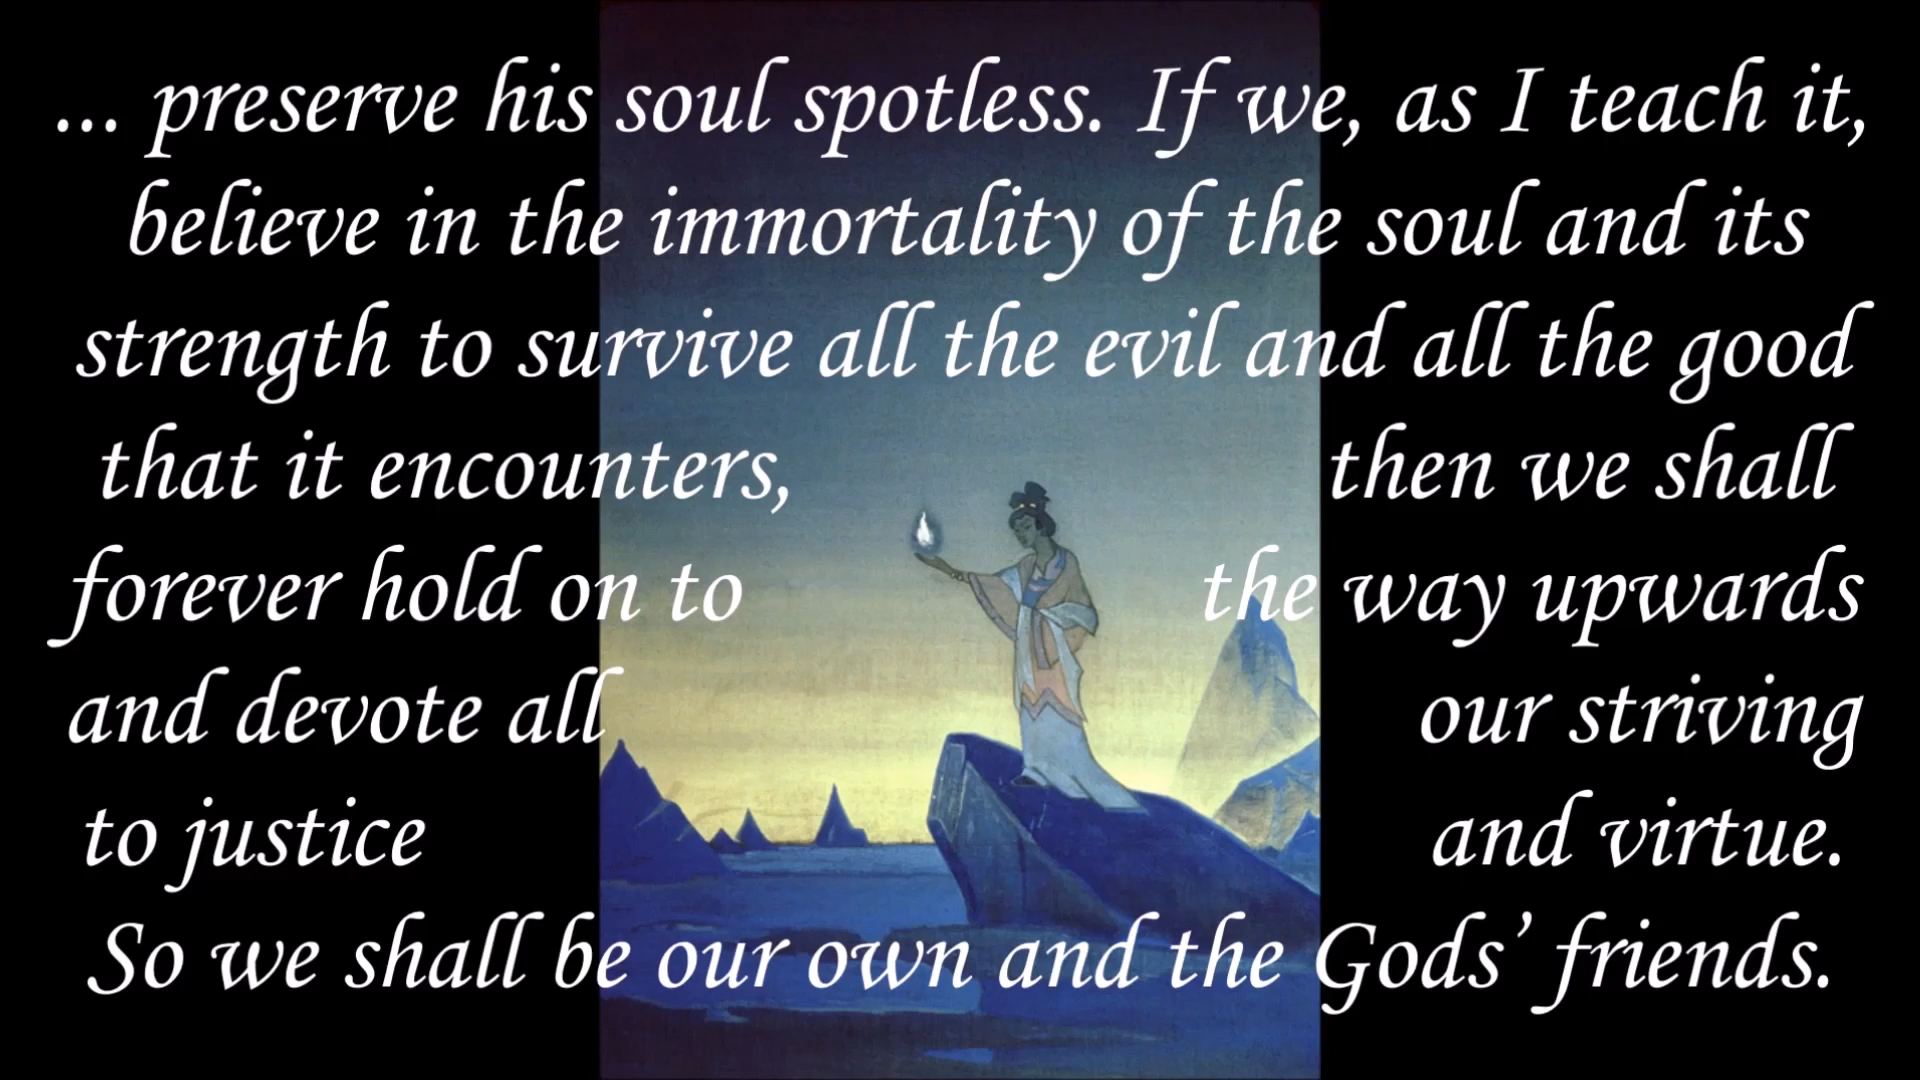 ... preserve his soul spotless. If we, as I teach it,
believe in the immortality of the soul and its
strength to survive all the evil and all the good
that it encounters, then we shall
forever hold on to the way upwards
and devote all our striving
to justice and virtue.
So we shall be our own and the Gods’ friends.